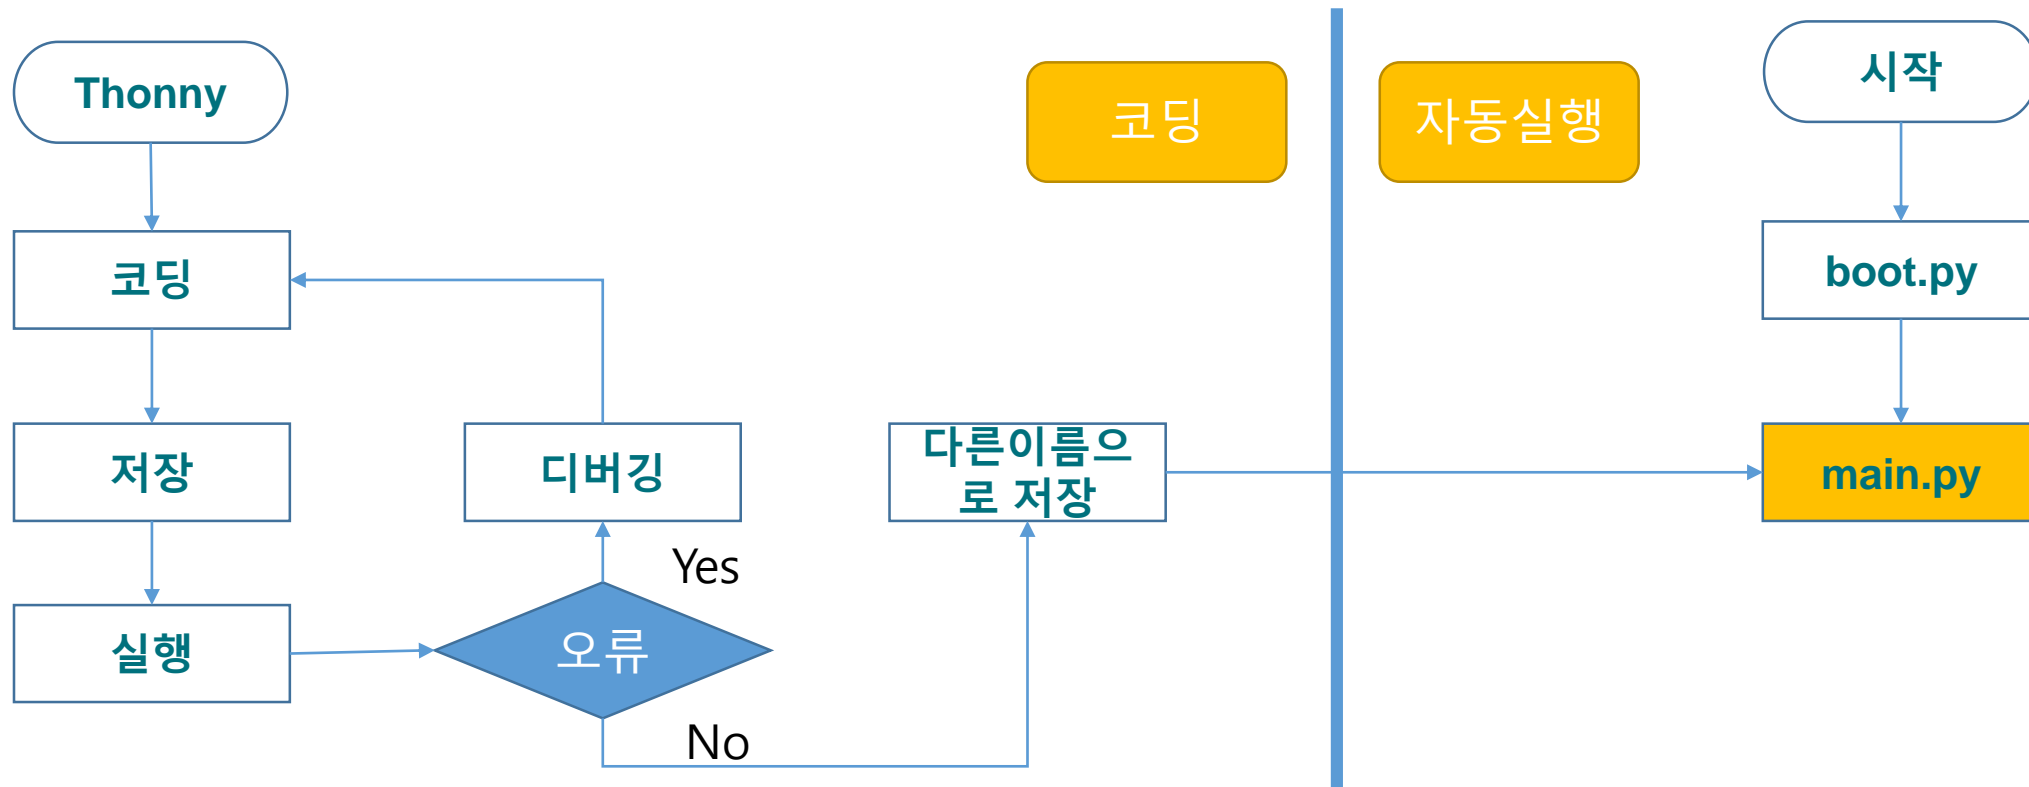 Thonny
코딩
저장
실행
오류
Yes
디버깅
No
다른이름으
로 저장
코딩
자동실행
시작
boot.py
main.py